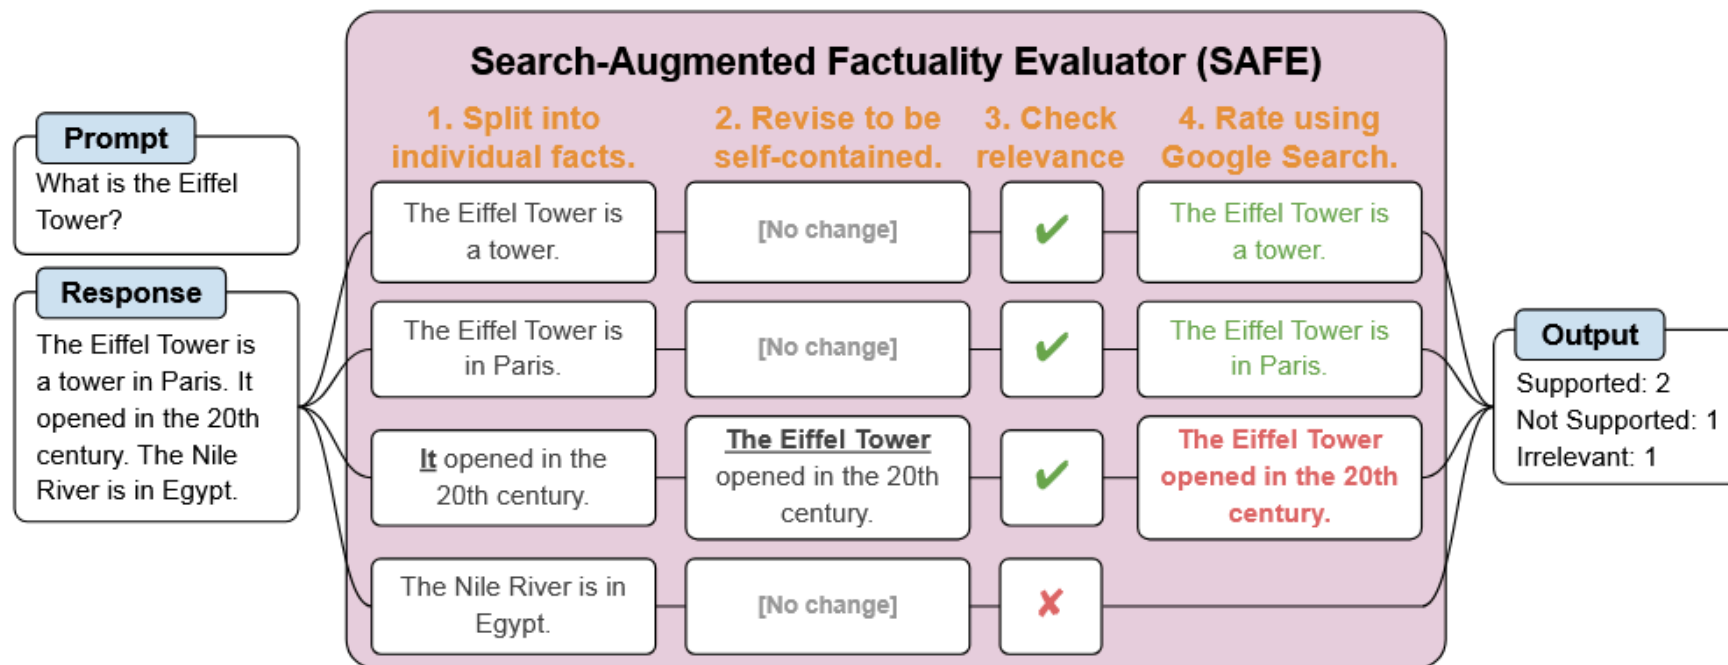 Search-Augmented Factuality Evaluator (SAFE)
Prompt
What is the Eiffel
Tower?
Response
The Eiffel Tower is
a tower in Paris. It
opened in the 20th
century. The Nile
River is in Egypt.
1. Split into
individual facts.
2. Revise to be
self-contained.
3. Check
relevance
4. Rate using
Google Search.
The Eiffel Tower is
a tower.
[No change]
✔
The Eiffel Tower is
a tower.
The Eiffel Tower is
in Paris.
[No change]
✔
The Eiffel Tower is
in Paris.
It opened in the
20th century.
The Eiffel Tower
opened in the 20th
century.
✔
The Eiffel Tower
opened in the 20th
century.
The Nile River is in
Egypt.
[No change]
✘
Output
Supported: 2
Not Supported: 1
Irrelevant: 1